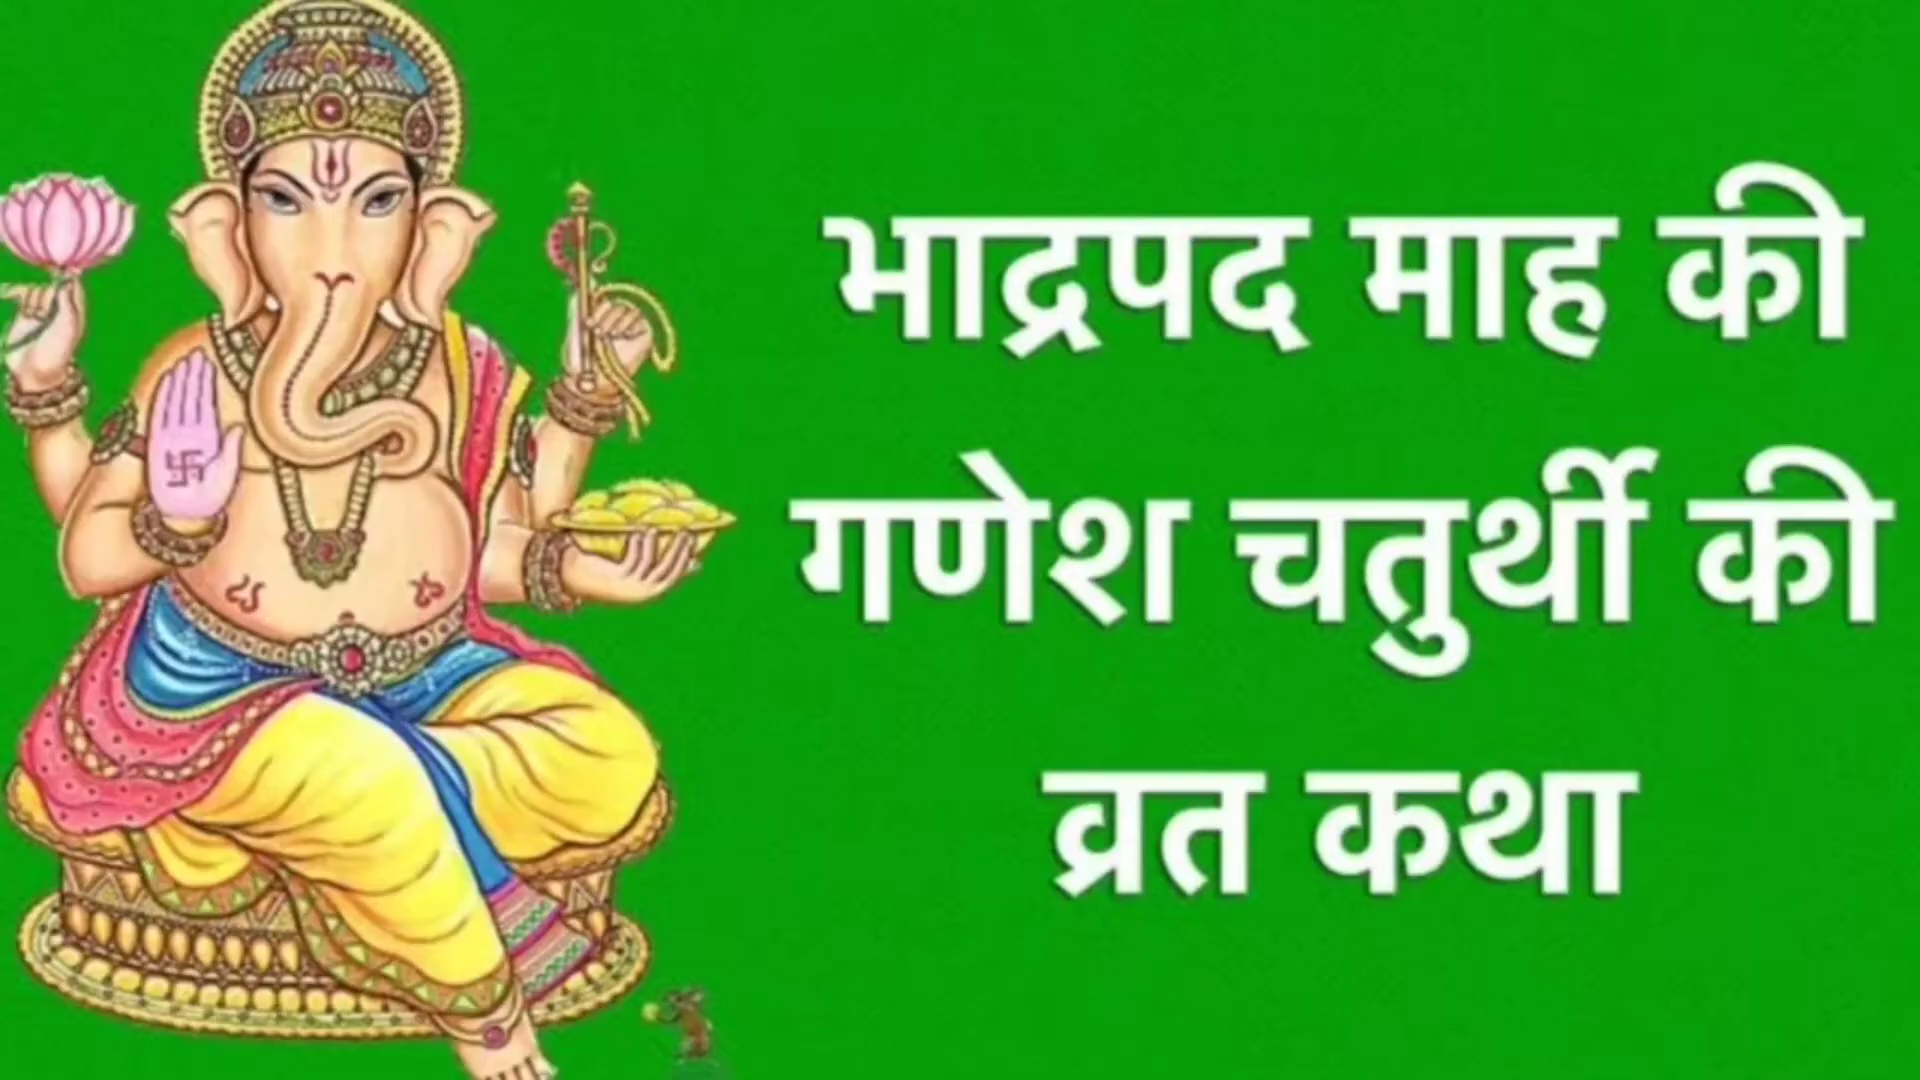 भाद्रपद माह की
गणेश चतुर्थी की
व्रत कथा